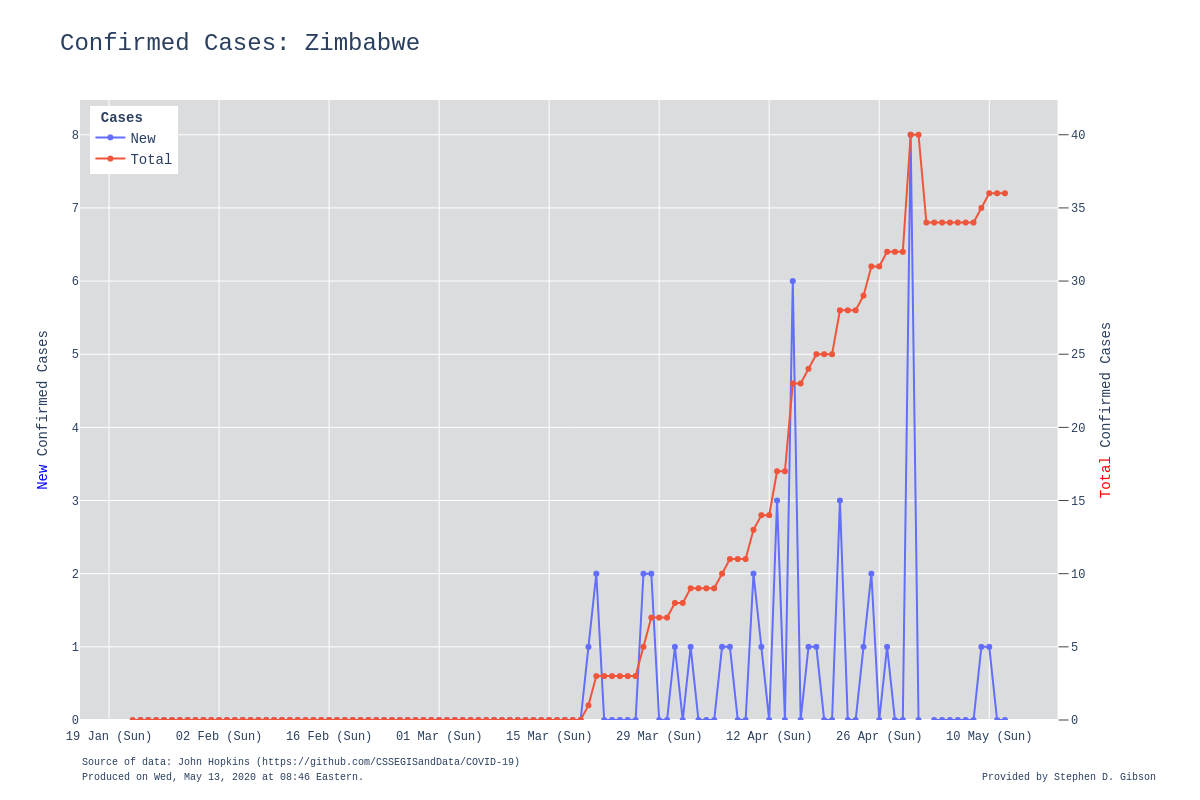 Confirmed Cases: Zimbabwe
Cases
New
Total
8
7
6
5
4
3
2
1
0
40
35
30
25
20
15
10
5
0
New Confirmed Cases
Total Confirmed Cases
19 Jan (Sun)
02 Feb (Sun)
16 Feb (Sun)
01 Mar (Sun)
15 Mar (Sun)
29 Mar (Sun)
12 Apr (Sun)
26 Apr (Sun)
10 May (Sun)
Source of data: John Hopkins (https://github.com/CSSEGISandData/COVID-19)
Produced on Wed, May 13, 2020 at 08:46 Eastern.
Provided by Stephen D. Gibson